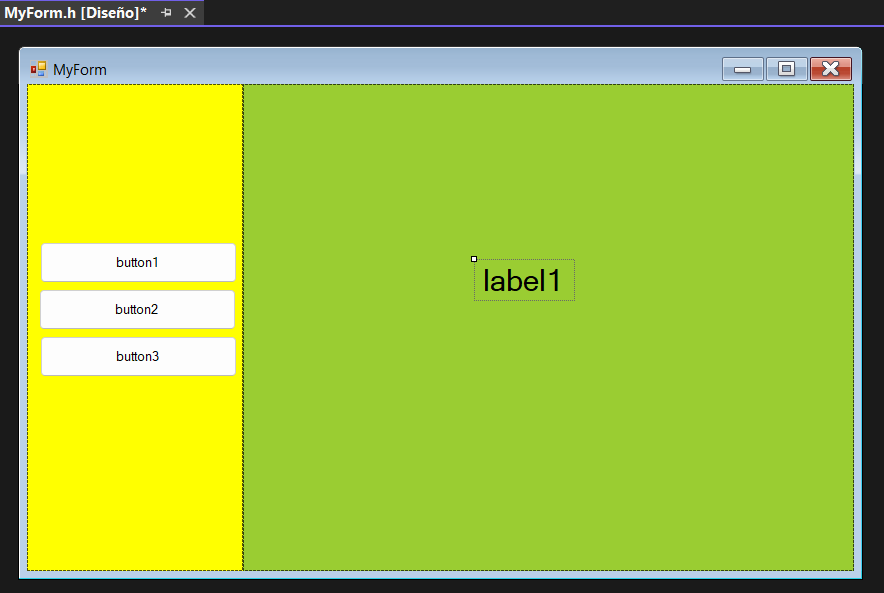 MyForm.h [Diseño]*
MyForm
button1
label1
button2
button3